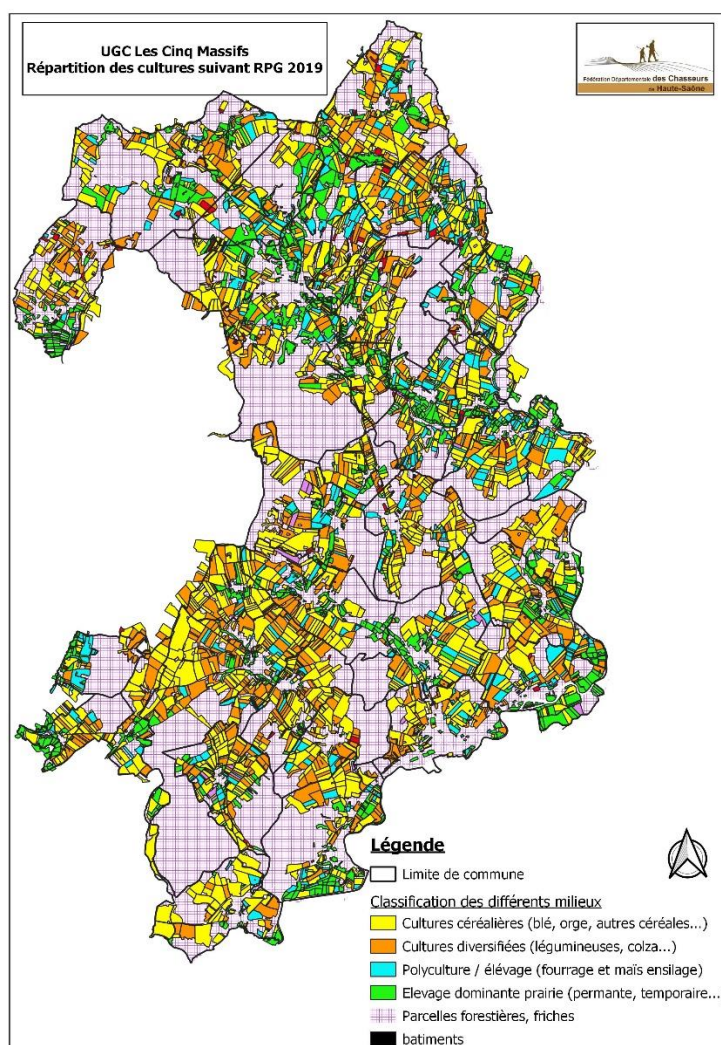 UGC Les Cinq Massifs
Répartition des cultures suivant RPG 2019
Fédération Départementale des Chasseurs
de Haute-Saône
Légende
Limite de commune
Classification des différents milieux
Cultures céréalières (blé, orge, autres céréales...)
Cultures diversifiées (légumineuses, colza...)
Polyculture / élévage (fourrage et maïs ensilage)
Elevage dominante prairie (permante, temporaire...
Parcelles forestières, friches
batiments